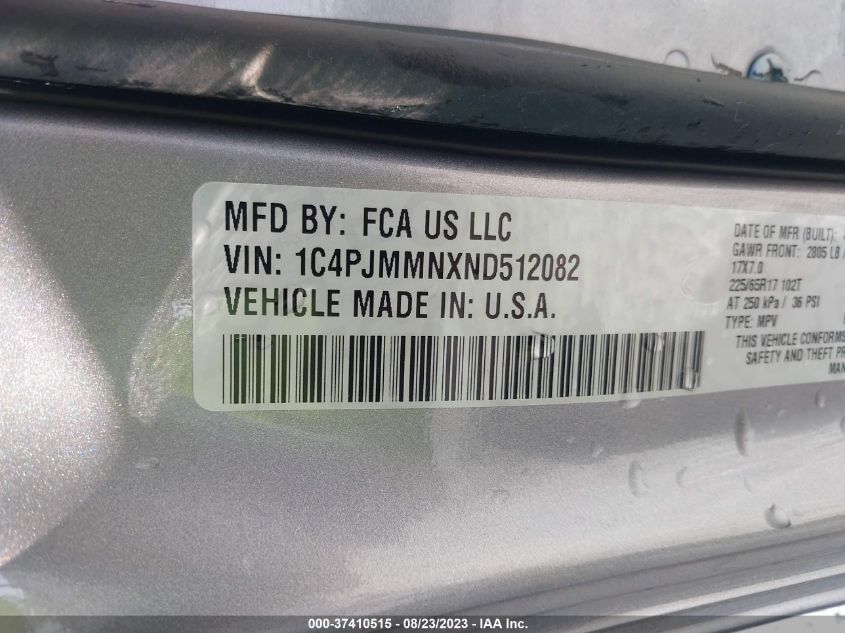 MFD BY: FCA US LLC
VIN: 1C4PJMMNXND512082
VEHICLE MADE IN: U.S.A.
DATE OF MFR (BUILT):
GAWR FRONT: 2805 LB
17X7.0
225/65R17 102T
AT 250 kPa / 36 PSI
TYPE: MPV
THIS VEHICLE CONFORMS
SAFETY AND THEFT
000-37410515 - 08/23/2023 - IAA Inc.